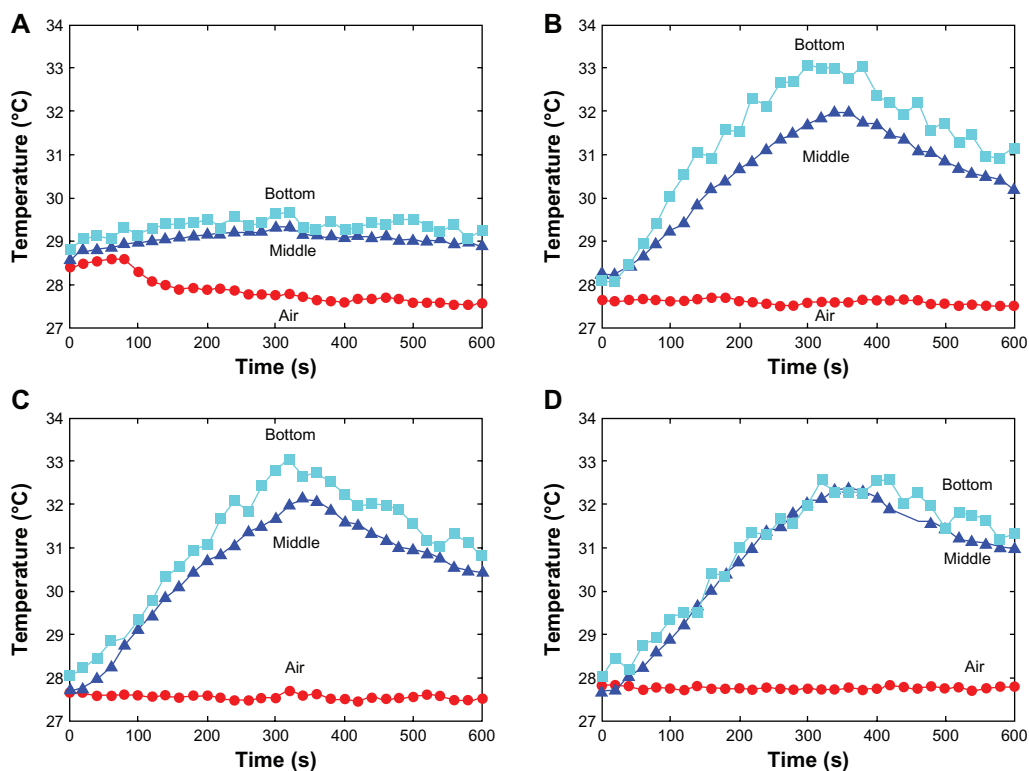 A
Temperature (°C)
34
33
32
31
30
29
28
27
Bottom
Middle
Air
0 100 200 300 400 500 600
Time (s)
B
Temperature (°C)
34
33
32
31
30
29
28
27
Bottom
Middle
Air
0 100 200 300 400 500 600
Time (s)
C
Temperature (°C)
34
33
32
31
30
29
28
27
Bottom
Middle
Air
0 100 200 300 400 500 600
Time (s)
D
Temperature (°C)
34
33
32
31
30
29
28
27
Bottom
Middle
Air
0 100 200 300 400 500 600
Time (s)